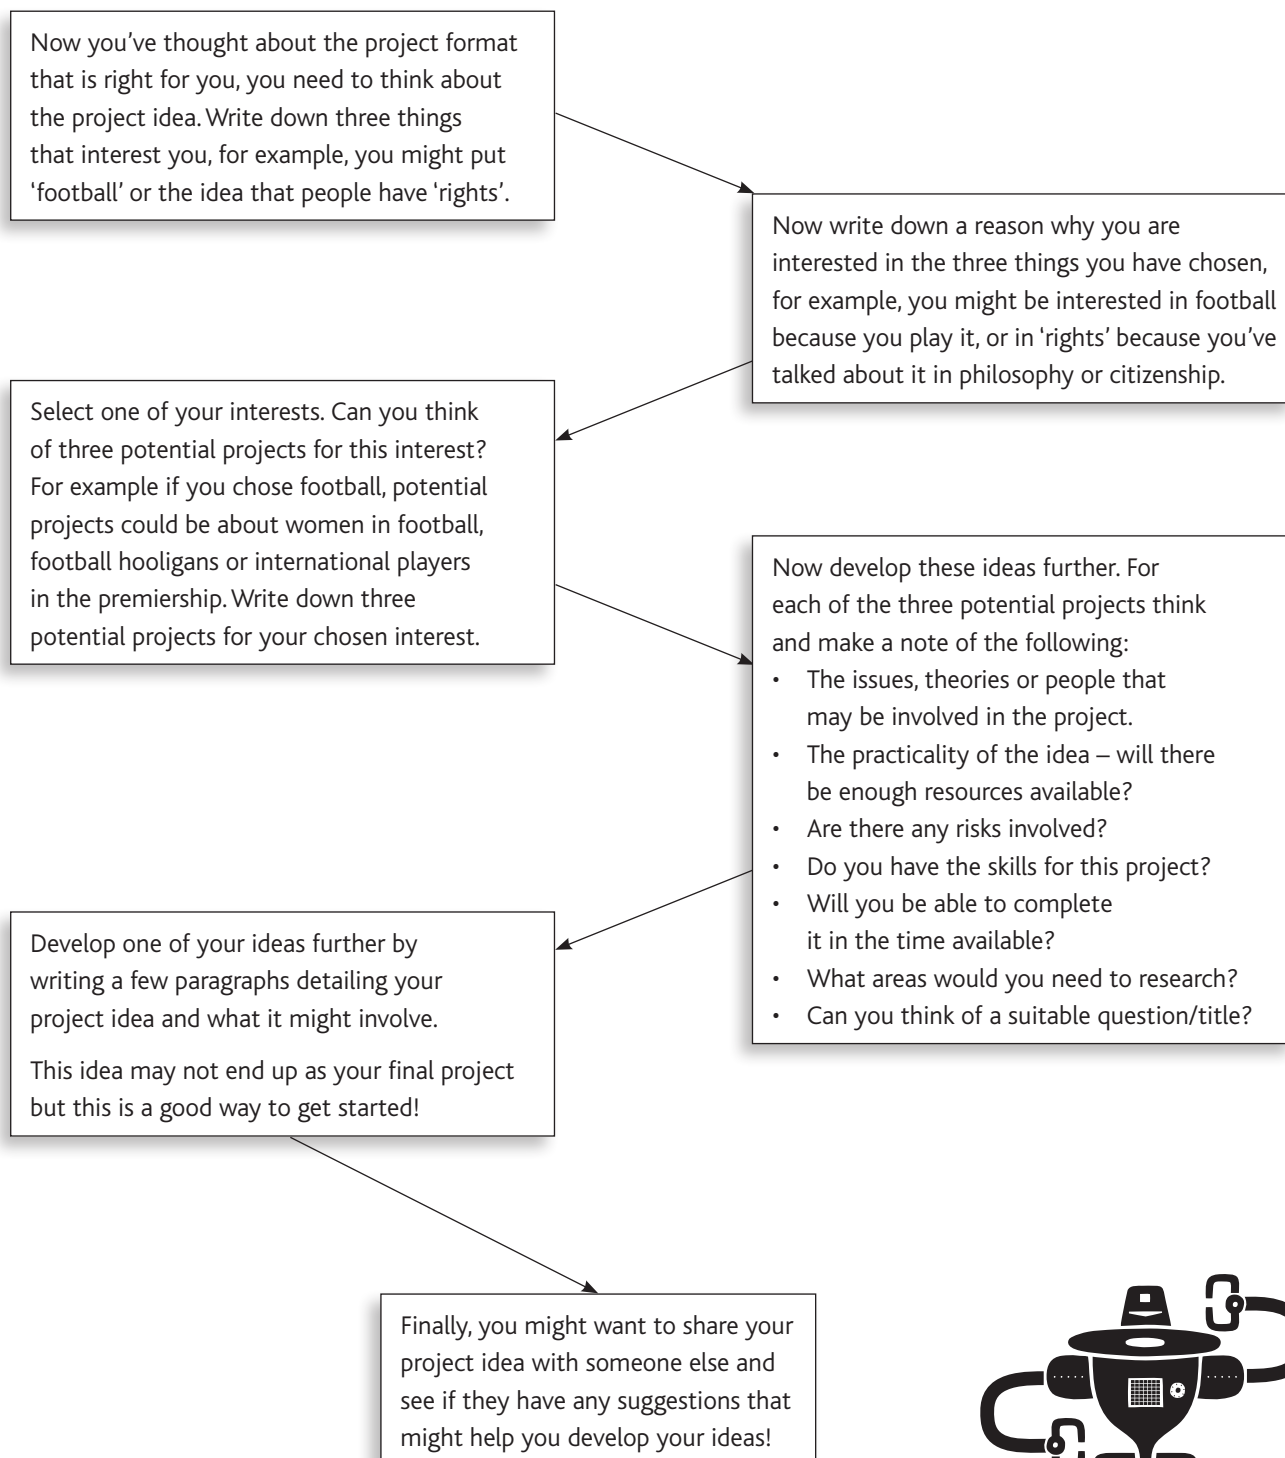 Now you’ve thought about the project format
that is right for you, you need to think about
the project idea. Write down three things
that interest you, for example, you might put
‘football’ or the idea that people have ‘rights’.
Now write down a reason why you are
interested in the three things you have chosen,
for example, you might be interested in football
because you play it, or in ‘rights’ because you’ve
talked about it in philosophy or citizenship.
Select one of your interests. Can you think
of three potential projects for this interest?
For example if you chose football, potential
projects could be about women in football,
football hooligans or international players
in the premiership. Write down three
potential projects for your chosen interest.
Now develop these ideas further. For
each of the three potential projects think
and make a note of the following:
• The issues, theories or people that
may be involved in the project.
• The practicality of the idea – will there
be enough resources available?
• Are there any risks involved?
• Do you have the skills for this project?
• Will you be able to complete
it in the time available?
• What areas would you need to research?
• Can you think of a suitable question/title?
Develop one of your ideas further by
writing a few paragraphs detailing your
project idea and what it might involve.
This idea may not end up as your final project
but this is a good way to get started!
Finally, you might want to share your
project idea with someone else and
see if they have any suggestions that
might help you develop your ideas!